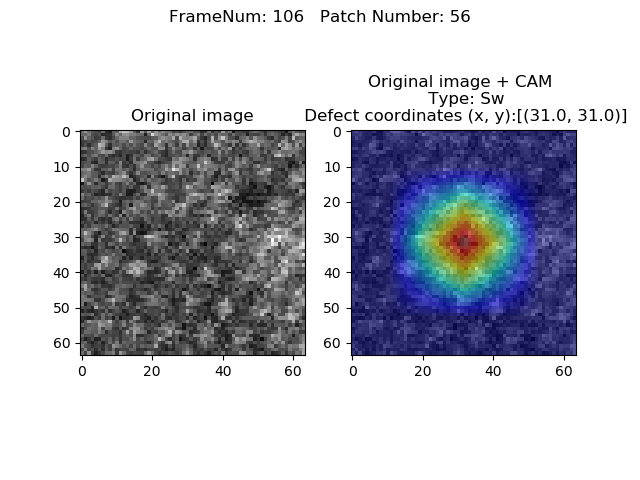 FrameNum: 106   Patch Number: 56
Original image
Original image + CAM
Type: Sw
Defect coordinates (x, y):[(31.0, 31.0)]
0
10
20
30
40
50
60
0 20 40 60
0
10
20
30
40
50
60
0 20 40 60